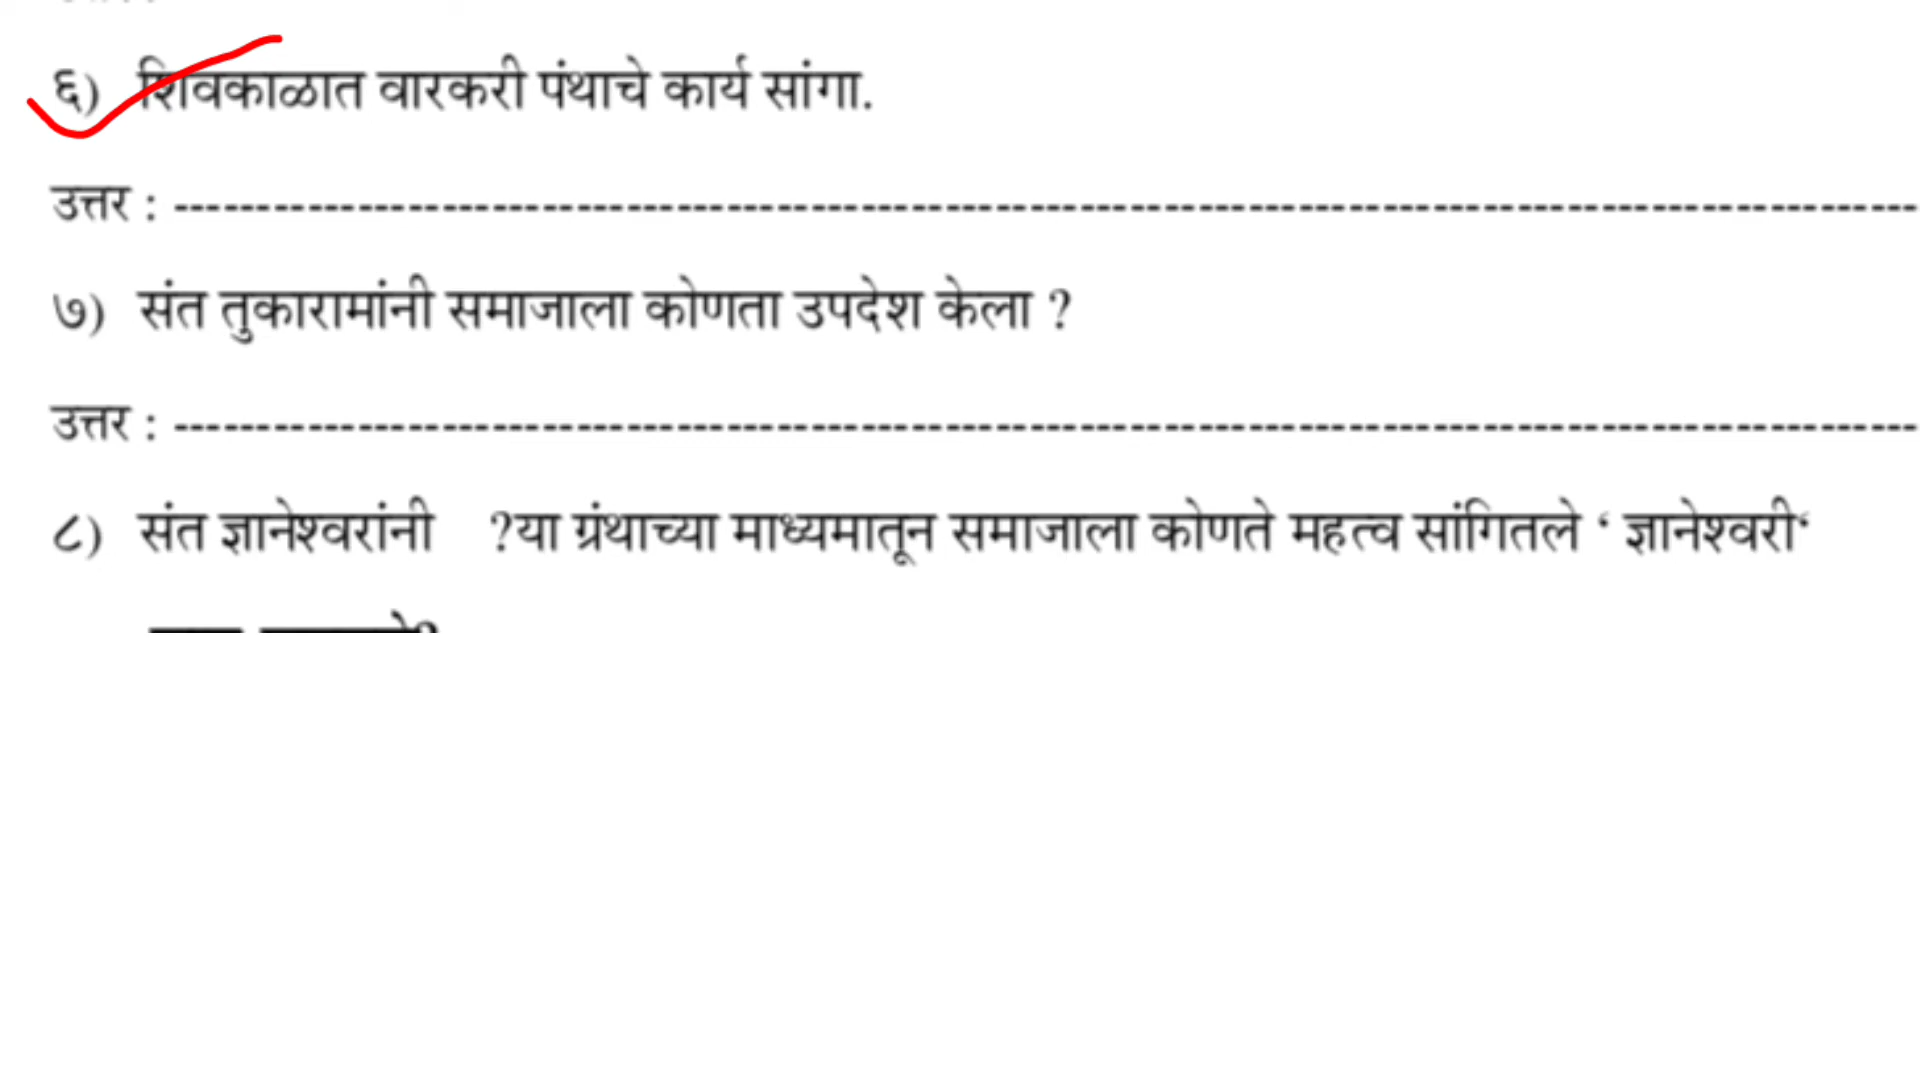 ६) शिवकाळात वारकरी पंथाचे कार्य सांगा.
उत्तर : ----------------------------------------------------------------------------------------------------
७) संत तुकारामांनी समाजाला कोणता उपदेश केला ?
उत्तर : ----------------------------------------------------------------------------------------------------
८) संत ज्ञानेश्वरांनी ?या ग्रंथाच्या माध्यमातून समाजाला कोणते महत्व सांगितले ‘ ज्ञानेश्वरी‘